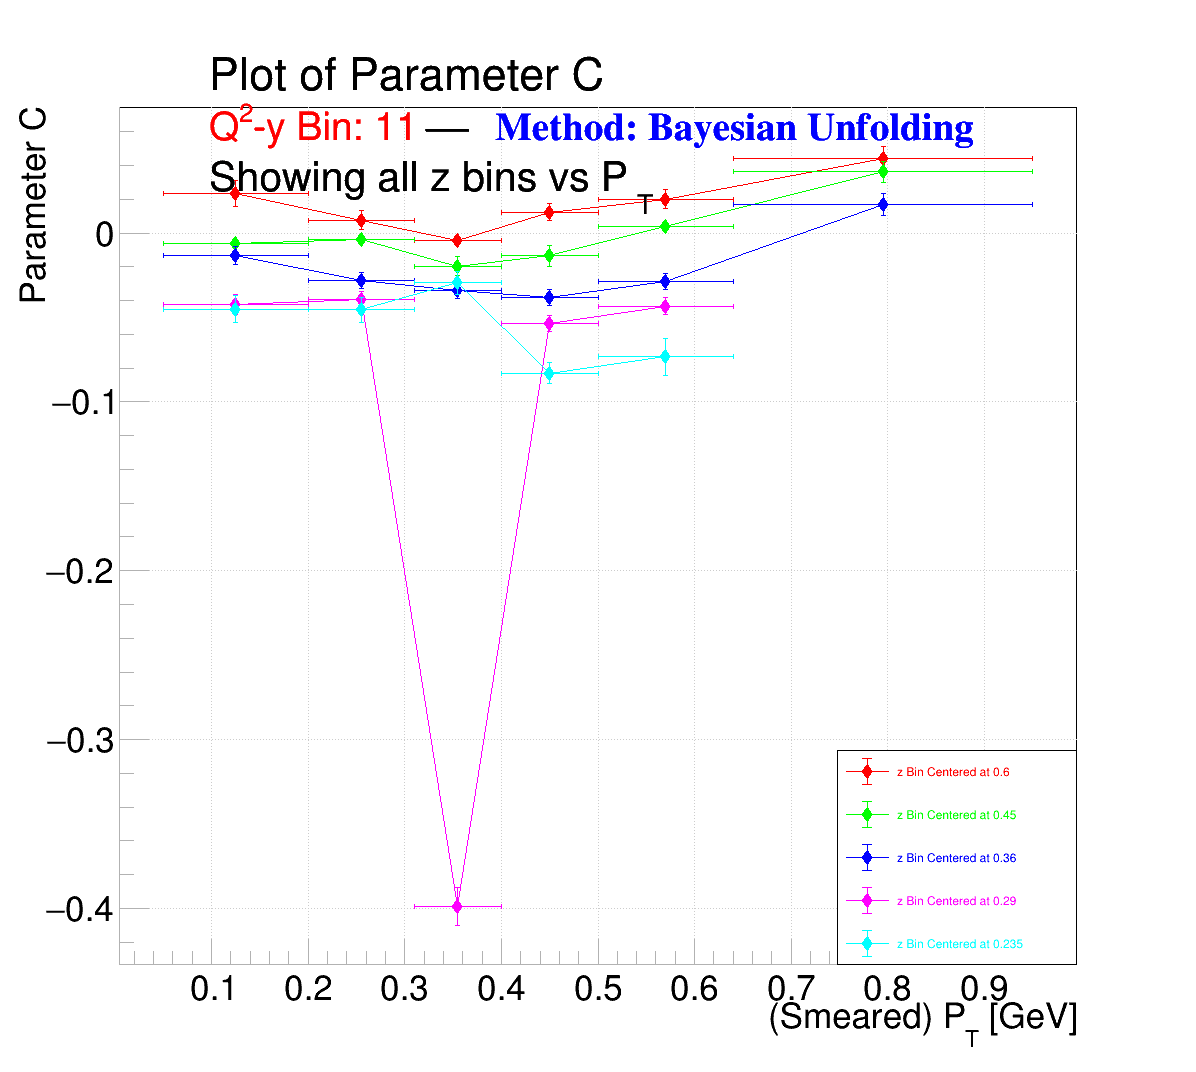 Plot of Parameter C
Q2-y Bin: 11 — Method: Bayesian Unfolding
Showing all z bins vs PT
Parameter C
0
−0.1
−0.2
−0.3
−0.4
z Bin Centered at 0.6
z Bin Centered at 0.45
z Bin Centered at 0.36
z Bin Centered at 0.29
z Bin Centered at 0.235
0.1 0.2 0.3 0.4 0.5 0.6 0.7 0.8 0.9
(Smeared) PT [GeV]